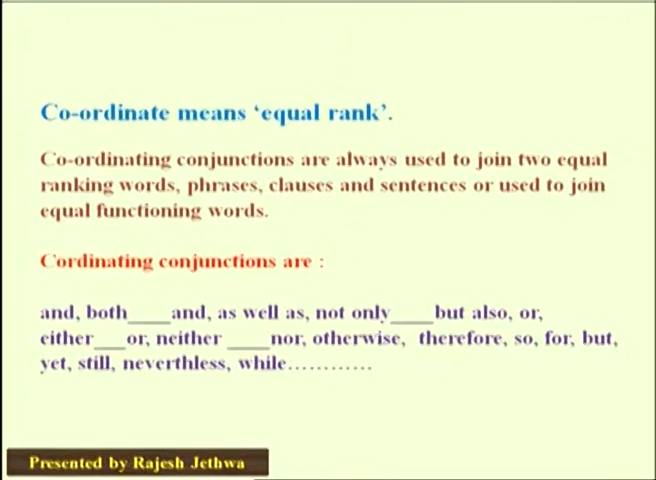 Co-ordinate means ‘equal rank’.
Co-ordinating conjunctions are always used to join two equal
ranking words, phrases, clauses and sentences or used to join
equal functioning words.
Cordinating conjunctions are :
and, both____and, as well as, not only____but also, or,
either___or, neither ____nor, otherwise, therefore, so, for, but,
yet, still, neverthless, while…………
Presented by Rajesh Jethwa